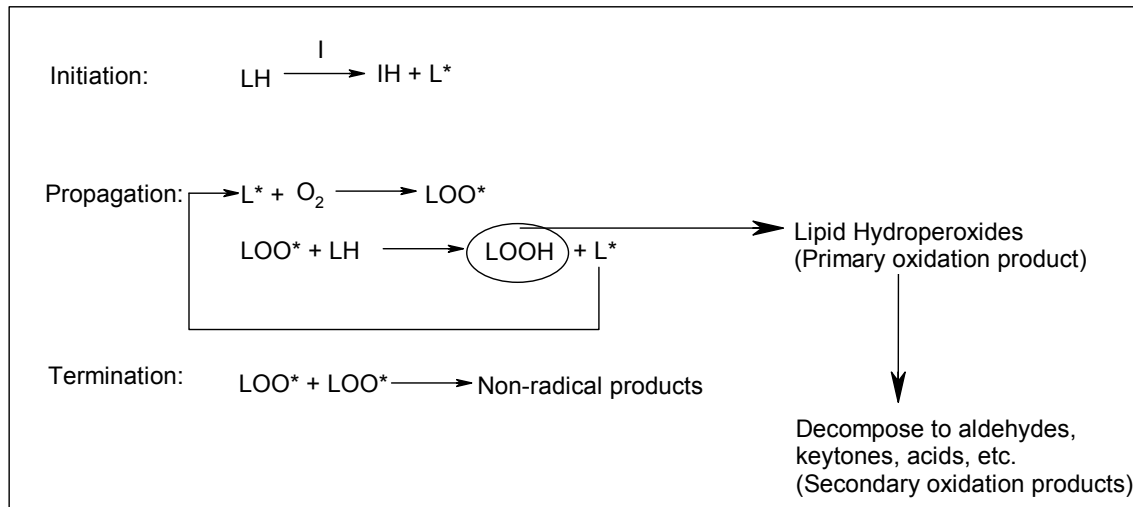 I
Initiation: LH IH + L*
Propagation: L* + O2 LOO*
LOO* + LH LOOH + L*
Lipid Hydroperoxides
(Primary oxidation product)
Termination: LOO* + LOO* Non-radical products
Decompose to aldehydes,
keytones, acids, etc.
(Secondary oxidation products)